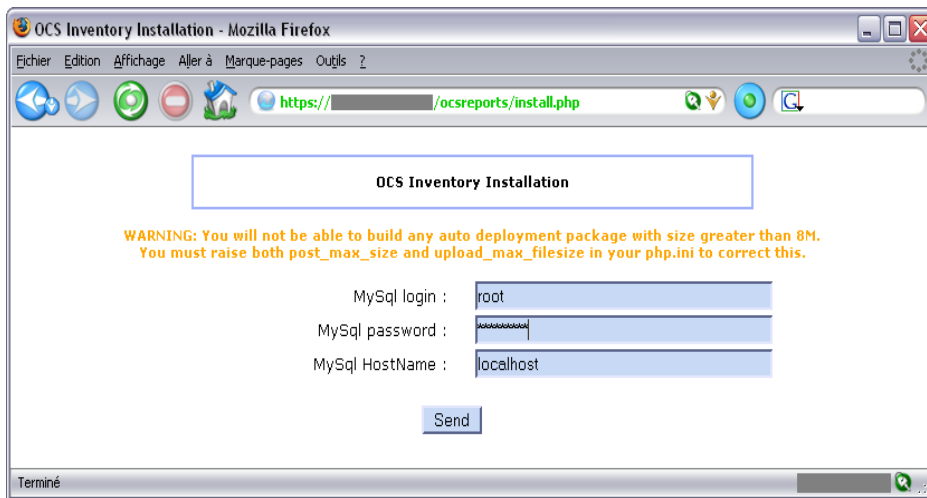 OCS Inventory Installation - Mozilla Firefox
Fichier Edition Affichage Aller à Marque-pages Outils ?
https:// /ocsreports/install.php G
OCS Inventory Installation
WARNING: You will not be able to build any auto deployment package with size greater than 8M.
You must raise both post_max_size and upload_max_filesize in your php.ini to correct this.
MySql login : root
MySql password : **********
MySql HostName : localhost
Send
Terminé